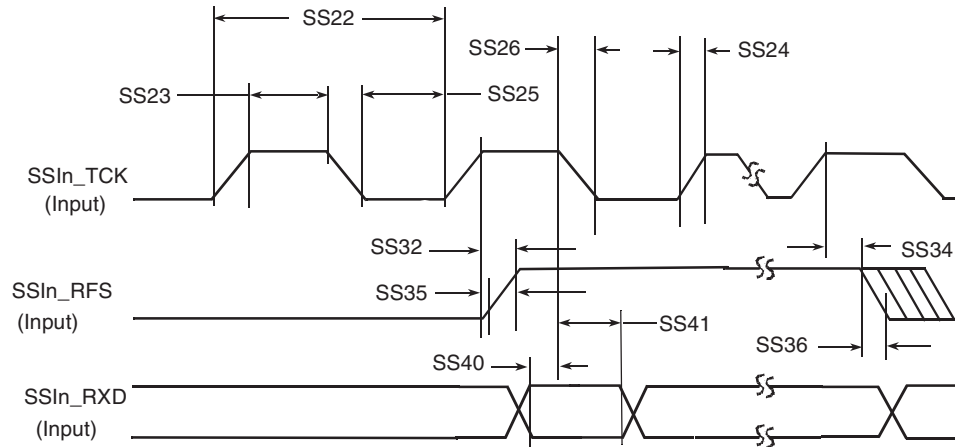 SS22
SS26
SS24
SS23
SS25
SSIn_TCK
(Input)
SS32
SS34
SSIn_RFS
(Input)
SS35
SS41
SS36
SS40
SSIn_RXD
(Input)